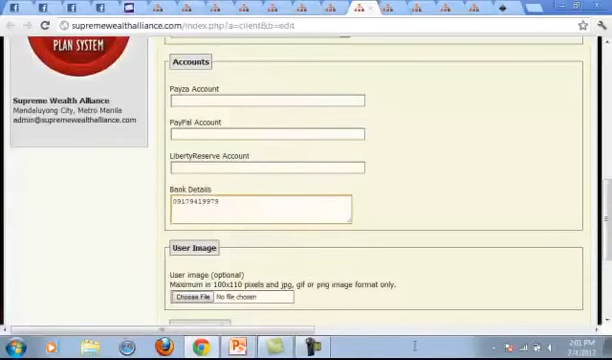 supremewealthalliance.com/index.php?a=client&b=edit
PLAN SYSTEM
Supreme Wealth Alliance
Mandaluyong City, Metro Manila
admin@supremewealthalliance.com
Accounts
Payza Account
PayPal Account
LibertyReserve Account
Bank Details
09179419979
User Image
User image (optional)
Maximum in 100x110 pixels and jpg, gif or png image format only.
Choose File No file chosen
2:01 PM